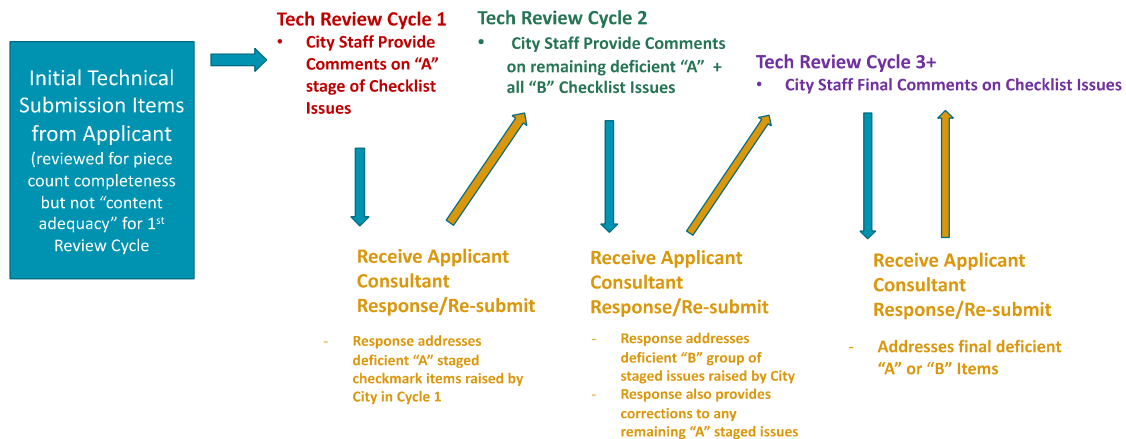 Initial Technical
Submission Items
from Applicant
(reviewed for piece
count completeness
but not “content
adequacy” for 1st
Review Cycle
Tech Review Cycle 1
• City Staff Provide
Comments on “A”
stage of Checklist
Issues
Tech Review Cycle 2
• City Staff Provide Comments
on remaining deficient “A” +
all “B” Checklist Issues
Tech Review Cycle 3+
• City Staff Final Comments on Checklist Issues
Receive Applicant
Consultant
Response/Re-submit
- Response addresses
deficient “A” staged
checkmark items raised by
City in Cycle 1
Receive Applicant
Consultant
Response/Re-submit
- Response addresses
deficient “B” group of
staged issues raised by City
- Response also provides
corrections to any
remaining “A” staged issues
Receive Applicant
Consultant
Response/Re-submit
- Addresses final deficient
“A” or “B” Items